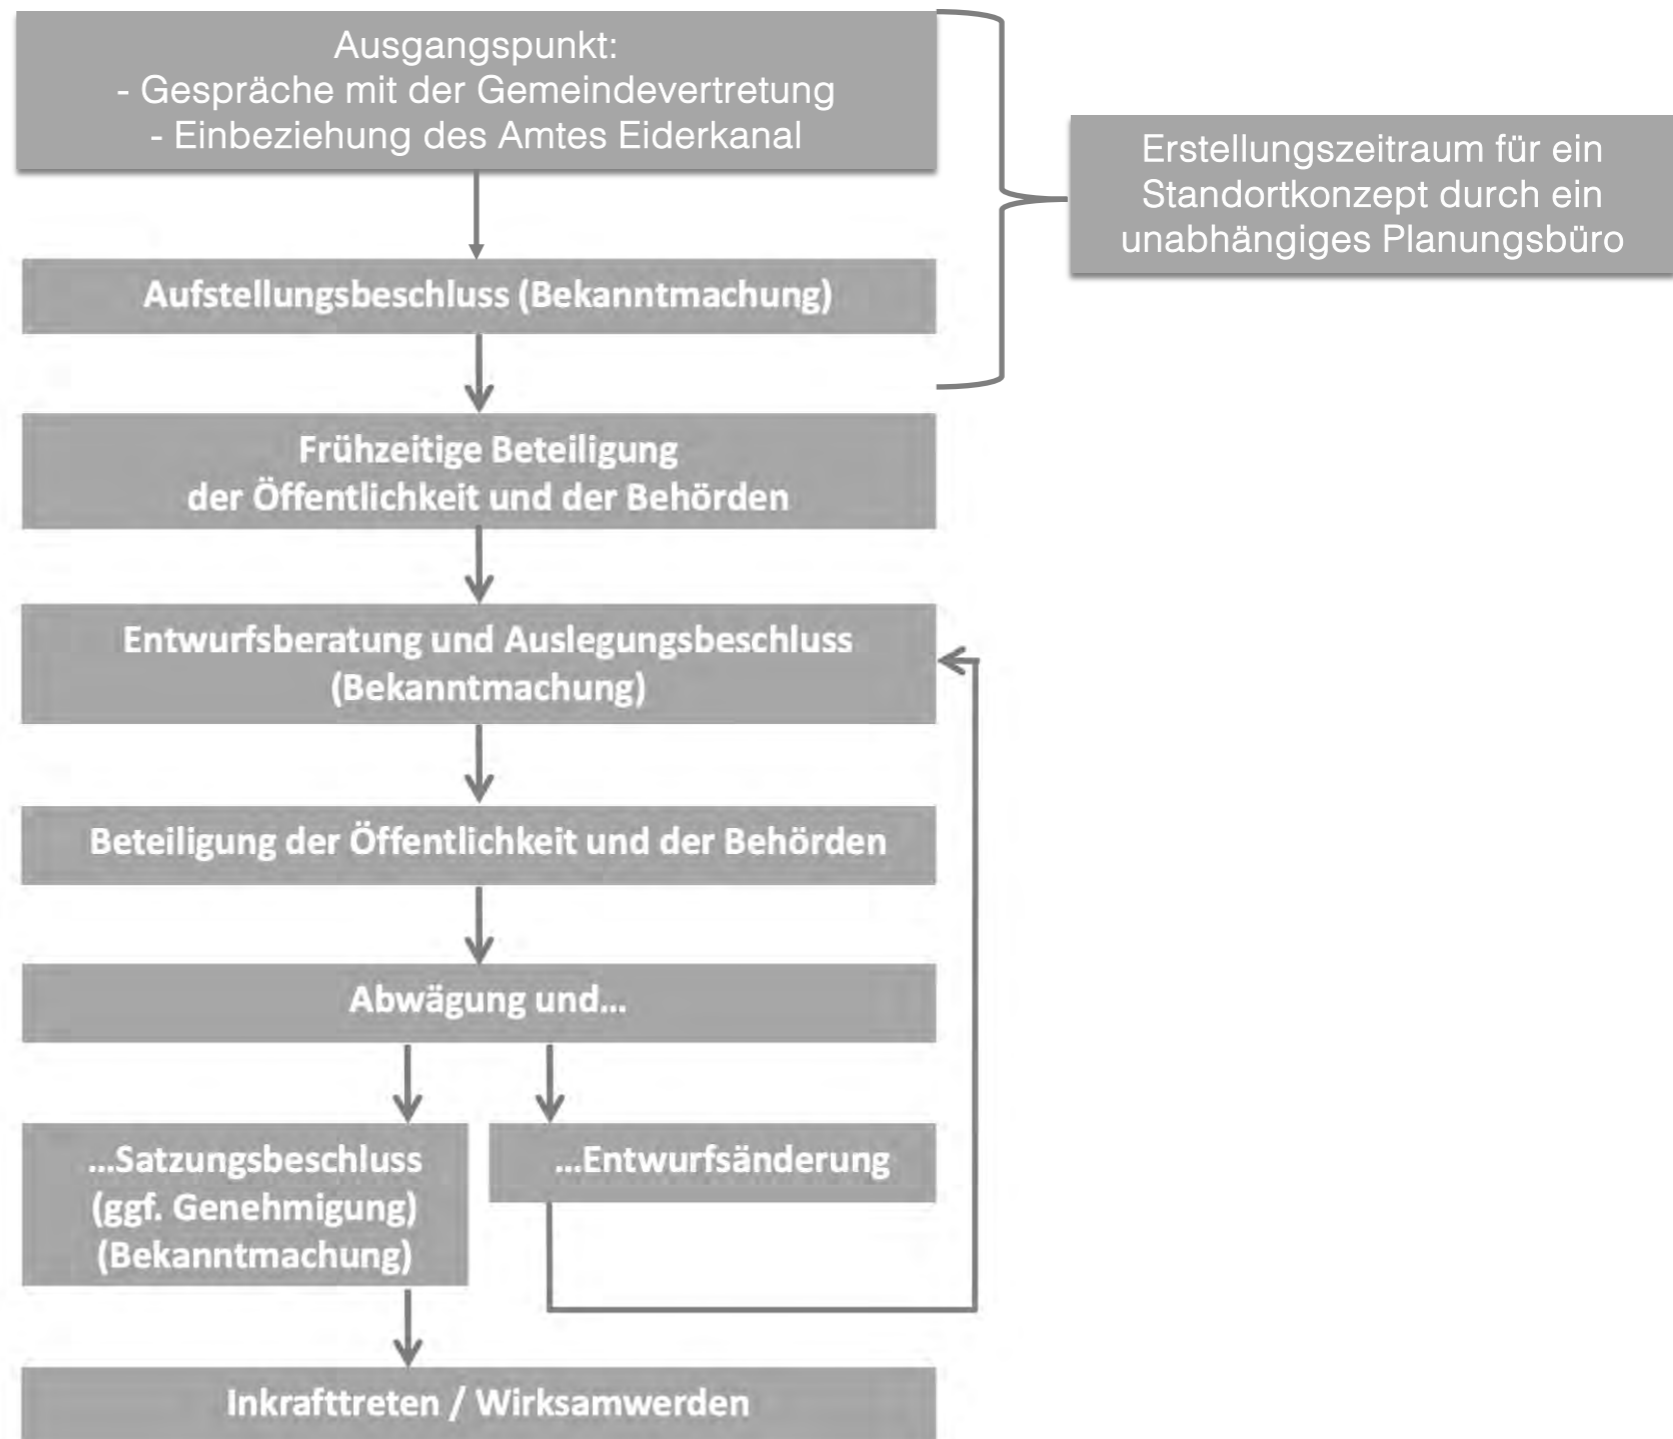 Ausgangspunkt:
- Gespräche mit der Gemeindevertretung
- Einbeziehung des Amtes Eiderkanal
Erstellungszeitraum für ein
Standortkonzept durch ein
unabhängiges Planungsbüro
Aufstellungsbeschluss (Bekanntmachung)
Frühzeitige Beteiligung
der Öffentlichkeit und der Behörden
Entwurfsberatung und Auslegungsbeschluss
(Bekanntmachung)
Beteiligung der Öffentlichkeit und der Behörden
Abwägung und...
...Satzungsbeschluss
(ggf. Genehmigung)
(Bekanntmachung)
...Entwurfsänderung
Inkrafttreten / Wirksamwerden